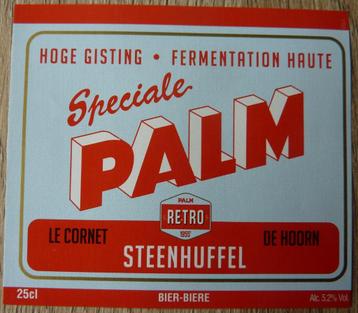 HOGE GISTING • FERMENTATION HAUTE
Speciale
PALM
PALM
RETRO
1955
LE CORNET
DE HOORN
STEENHUFFEL
25cl
BIER-BIERE
Alc. 5.2% Vol.